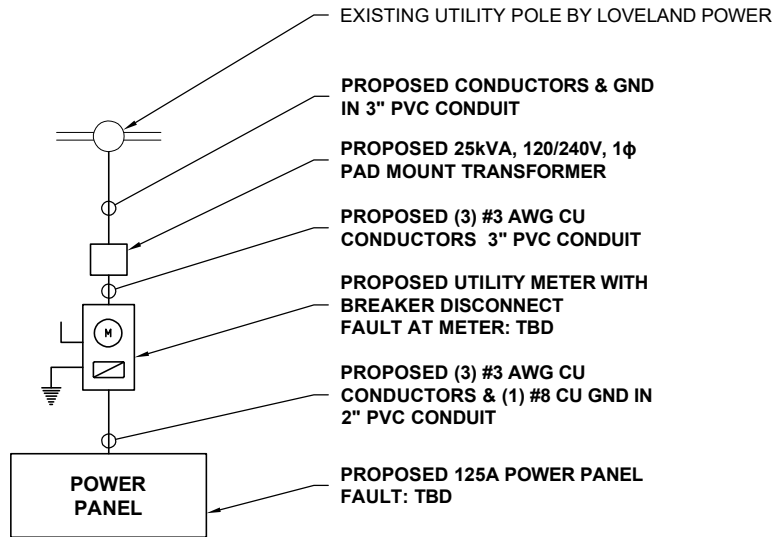 EXISTING UTILITY POLE BY LOVELAND POWER
PROPOSED CONDUCTORS & GND
IN 3" PVC CONDUIT
PROPOSED 25kVA, 120/240V, 1ϕ
PAD MOUNT TRANSFORMER
PROPOSED (3) #3 AWG CU
CONDUCTORS 3" PVC CONDUIT
PROPOSED UTILITY METER WITH
BREAKER DISCONNECT
FAULT AT METER: TBD
M
PROPOSED (3) #3 AWG CU
CONDUCTORS & (1) #8 CU GND IN
2" PVC CONDUIT
PROPOSED 125A POWER PANEL
FAULT: TBD
POWER
PANEL